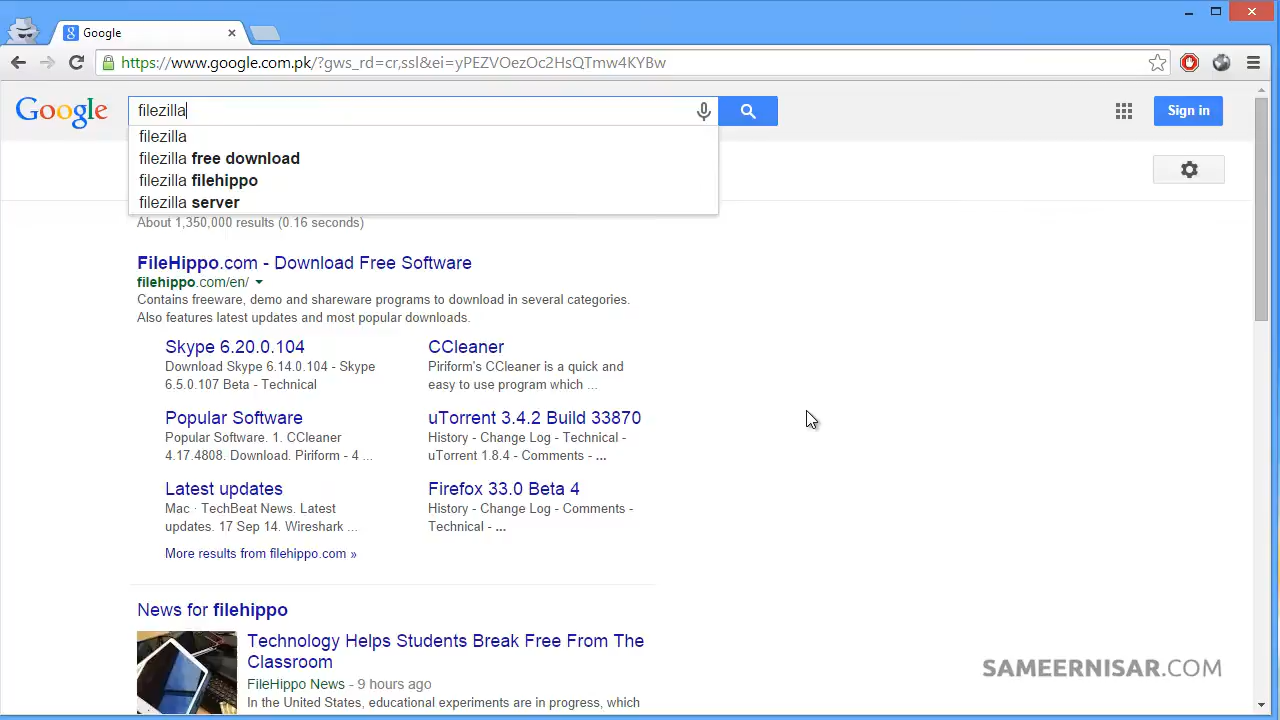 Google
https://www.google.com.pk/?gws_rd=cr,ssl&ei=yPEZVOezOc2HsQTmw4KYBw
Google
filezilla
Sign in
filezilla
filezilla free download
filezilla filehippo
filezilla server
About 1,350,000 results (0.16 seconds)
FileHippo.com - Download Free Software
filehippo.com/en/
Contains freeware, demo and shareware programs to download in several categories.
Also features latest updates and most popular downloads.
Skype 6.20.0.104
Download Skype 6.14.0.104 - Skype
6.5.0.107 Beta - Technical
CCleaner
Piriform's CCleaner is a quick and
easy to use program which ...
Popular Software
Popular Software. 1. CCleaner
4.17.4808. Download. Piriform - 4 ...
uTorrent 3.4.2 Build 33870
History - Change Log - Technical -
uTorrent 1.8.4 - Comments - ...
Latest updates
Mac · TechBeat News. Latest
updates. 17 Sep 14. Wireshark ...
Firefox 33.0 Beta 4
History - Change Log - Comments -
Technical - ...
More results from filehippo.com »
News for filehippo
Technology Helps Students Break Free From The
Classroom
FileHippo News - 9 hours ago
In the United States, educational experiments are in progress, which
SAMEERNISAR.COM